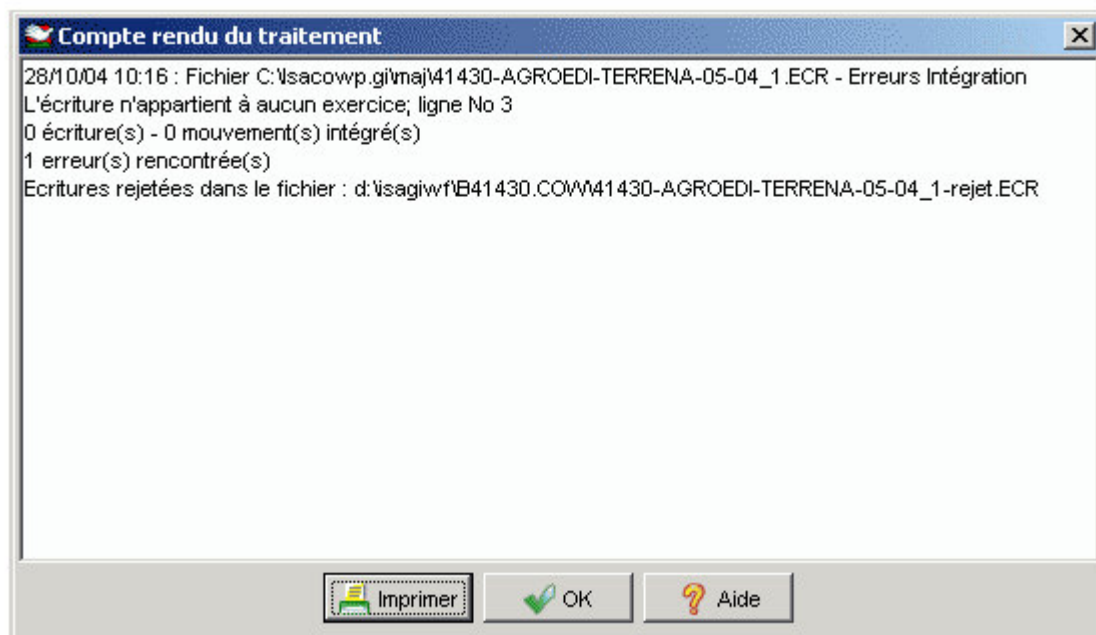 Compte rendu du traitement
28/10/04 10:16 : Fichier C:\Isacowp.gi\maj\41430-AGROEDI-TERRENA-05-04_1.ECR - Erreurs Intégration
L'écriture n'appartient à aucun exercice; ligne No 3
0 écriture(s) - 0 mouvement(s) intégré(s)
1 erreur(s) rencontrée(s)
Ecritures rejetées dans le fichier : d:\isagiwf\B41430.COW\41430-AGROEDI-TERRENA-05-04_1-rejet.ECR
Imprimer OK Aide